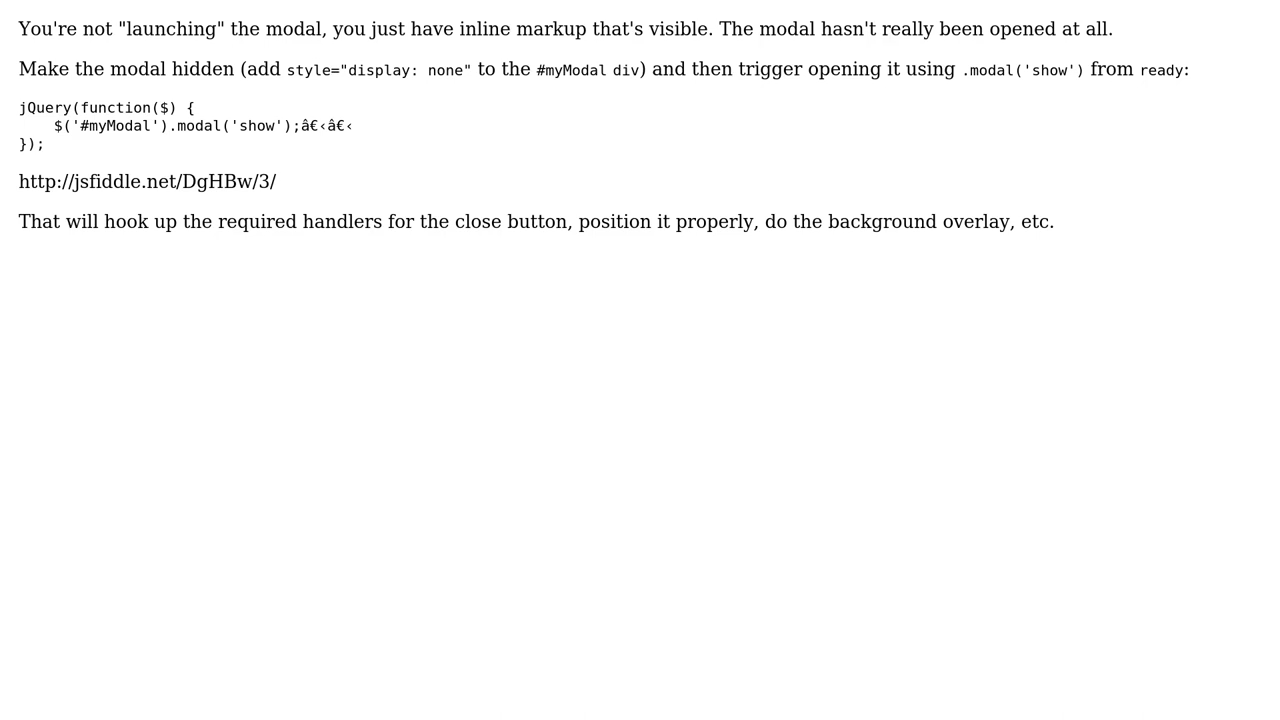 You're not "launching" the modal, you just have inline markup that's visible. The modal hasn't really been opened at all.
Make the modal hidden (add style="display: none" to the #myModal div) and then trigger opening it using .modal('show') from ready:
jQuery(function($) {
    $('#myModal').modal('show');â€‹â€‹
});
http://jsfiddle.net/DgHBw/3/
That will hook up the required handlers for the close button, position it properly, do the background overlay, etc.